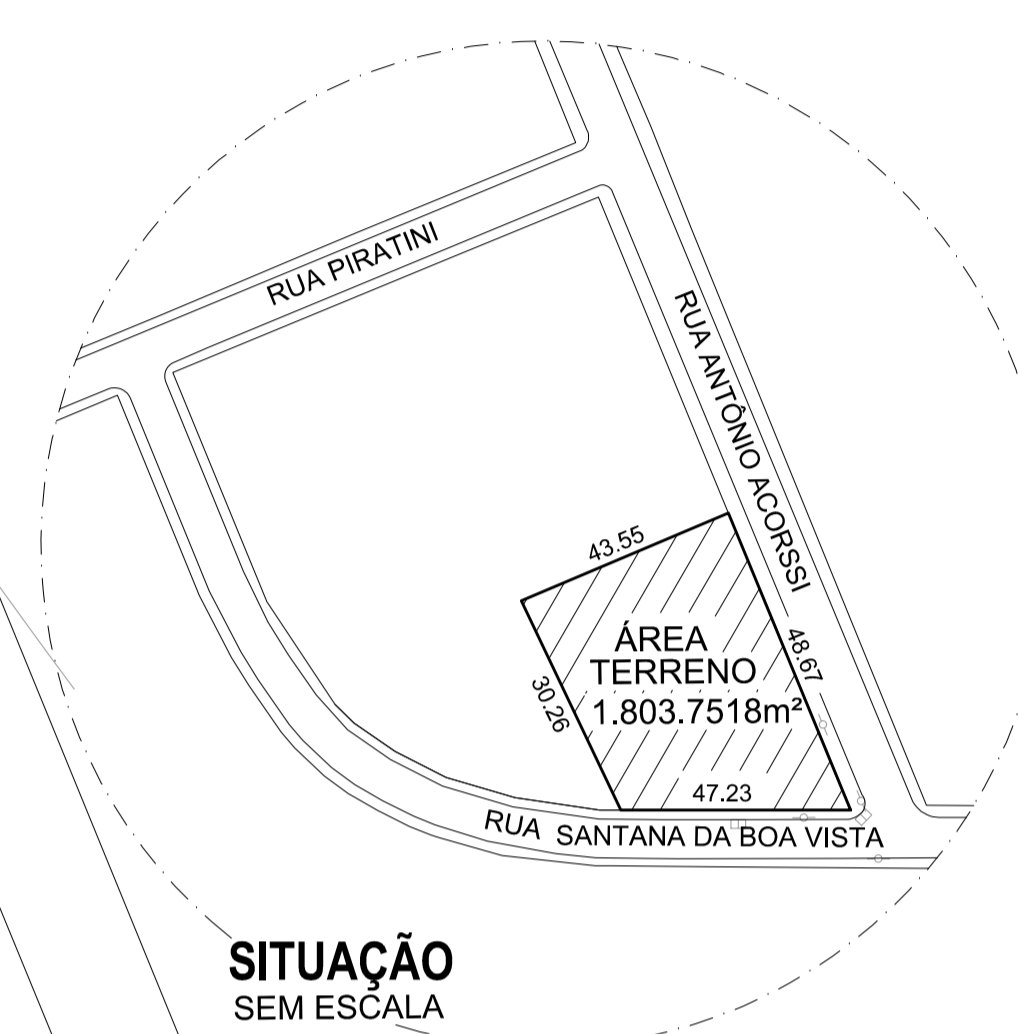 RUA PIRATINI
RUA ANTÔNIO ACORSSI
43.55
48.67
30.26
ÁREA
TERRENO
1.803.7518m²
47.23
RUA SANTANA DA BOA VISTA
SITUAÇÃO
SEM ESCALA